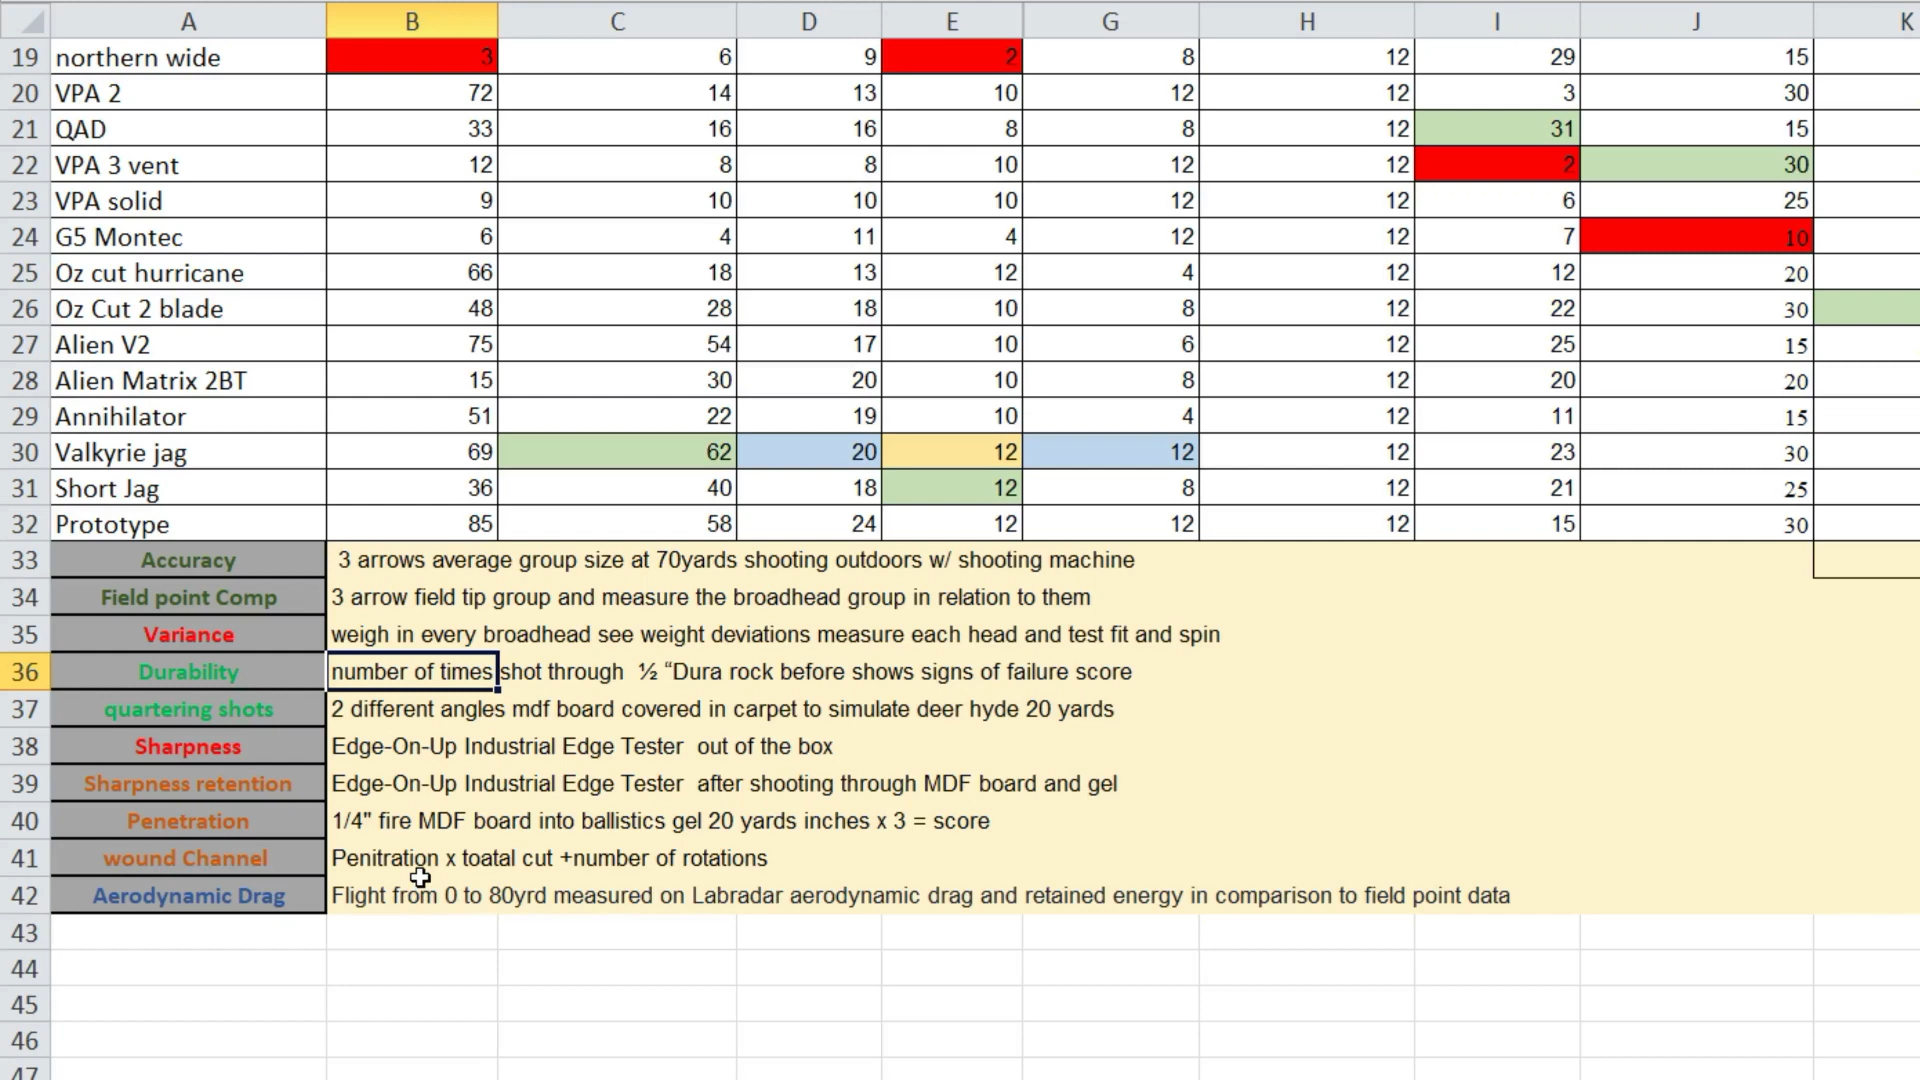 A B C D E G H I J K
19 northern wide 3 6 9 2 8 12 29 15
20 VPA 2 72 14 13 10 12 12 3 30
21 QAD 33 16 16 8 8 12 31 15
22 VPA 3 vent 12 8 8 10 12 12 2 30
23 VPA solid 9 10 10 10 12 12 6 25
24 G5 Montec 6 4 11 4 12 12 7 10
25 Oz cut hurricane 66 18 13 12 4 12 12 20
26 Oz Cut 2 blade 48 28 18 10 8 12 22 30
27 Alien V2 75 54 17 10 6 12 25 15
28 Alien Matrix 2BT 15 30 20 10 8 12 20 20
29 Annihilator 51 22 19 10 4 12 11 15
30 Valkyrie jag 69 62 20 12 12 12 23 30
31 Short Jag 36 40 18 12 8 12 21 25
32 Prototype 85 58 24 12 12 12 15 30
33 Accuracy 3 arrows average group size at 70yards shooting outdoors w/ shooting machine
34 Field point Comp 3 arrow field tip group and measure the broadhead group in relation to them
35 Variance weigh in every broadhead see weight deviations measure each head and test fit and spin
36 Durability number of times shot through ½ “Dura rock before shows signs of failure score
37 quartering shots 2 different angles mdf board covered in carpet to simulate deer hyde 20 yards
38 Sharpness Edge-On-Up Industrial Edge Tester out of the box
39 Sharpness retention Edge-On-Up Industrial Edge Tester after shooting through MDF board and gel
40 Penetration 1/4" fire MDF board into ballistics gel 20 yards inches x 3 = score
41 wound Channel Penitration x toatal cut +number of rotations
42 Aerodynamic Drag Flight from 0 to 80yrd measured on Labradar aerodynamic drag and retained energy in comparison to field point data
43
44
45
46
47